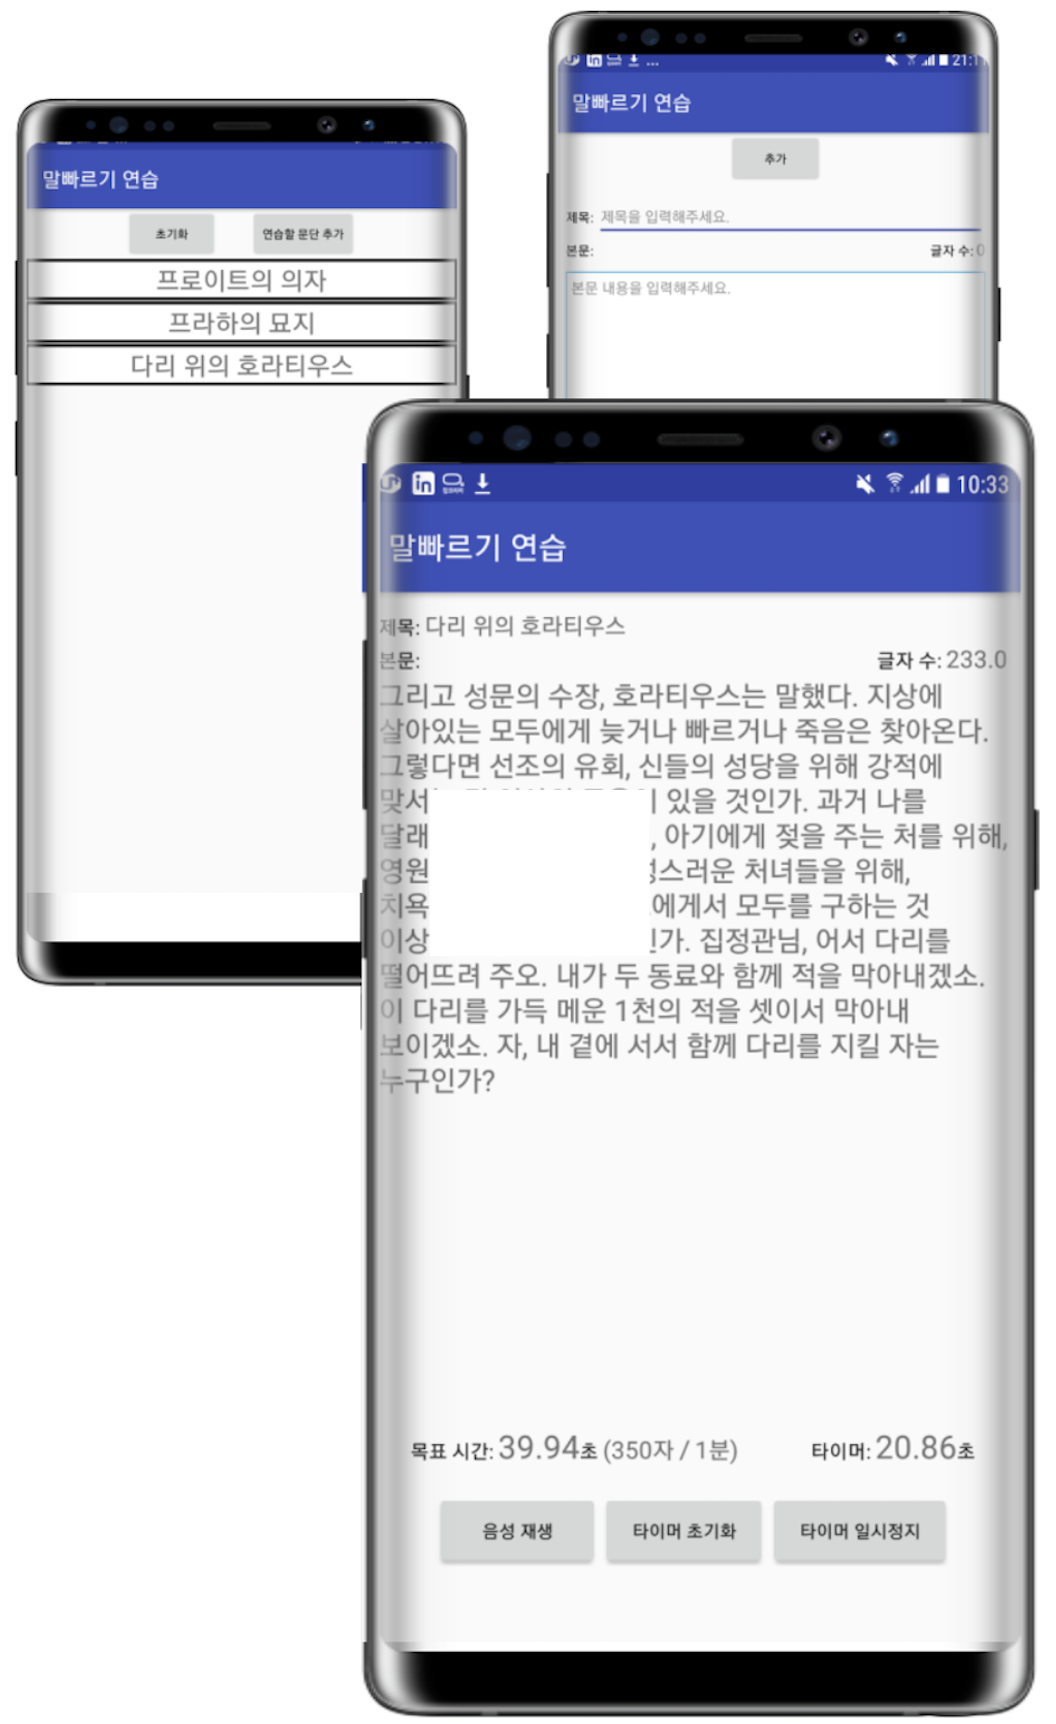 말빠르기 연습
초기화
연습할 문단 추가
프로이트의 의자
프라하의 묘지
다리 위의 호라티우스
21:1
말빠르기 연습
추가
제목: 제목을 입력해주세요.
본문:
글자 수: 0
본문 내용을 입력해주세요.
in
10:33
말빠르기 연습
제목: 다리 위의 호라티우스
본문:
글자 수: 233.0
그리고 성문의 수장, 호라티우스는 말했다. 지상에
살아있는 모두에게 늦거나 빠르거나 죽음은 찾아온다.
그렇다면 선조의 유회, 신들의 성당을 위해 강적에
맞서 있을 것인가. 과거 나를
달래 , 아기에게 젖을 주는 처를 위해,
영원 스러운 처녀들을 위해,
치욕 에게서 모두를 구하는 것
이상 가. 집정관님, 어서 다리를
떨어뜨려 주오. 내가 두 동료와 함께 적을 막아내겠소.
이 다리를 가득 메운 1천의 적을 셋이서 막아내
보이겠소. 자, 내 곁에 서서 함께 다리를 지킬 자는
누구인가?
목표 시간: 39.94초 (350자 / 1분)
타이머: 20.86초
음성 재생
타이머 초기화
타이머 일시정지